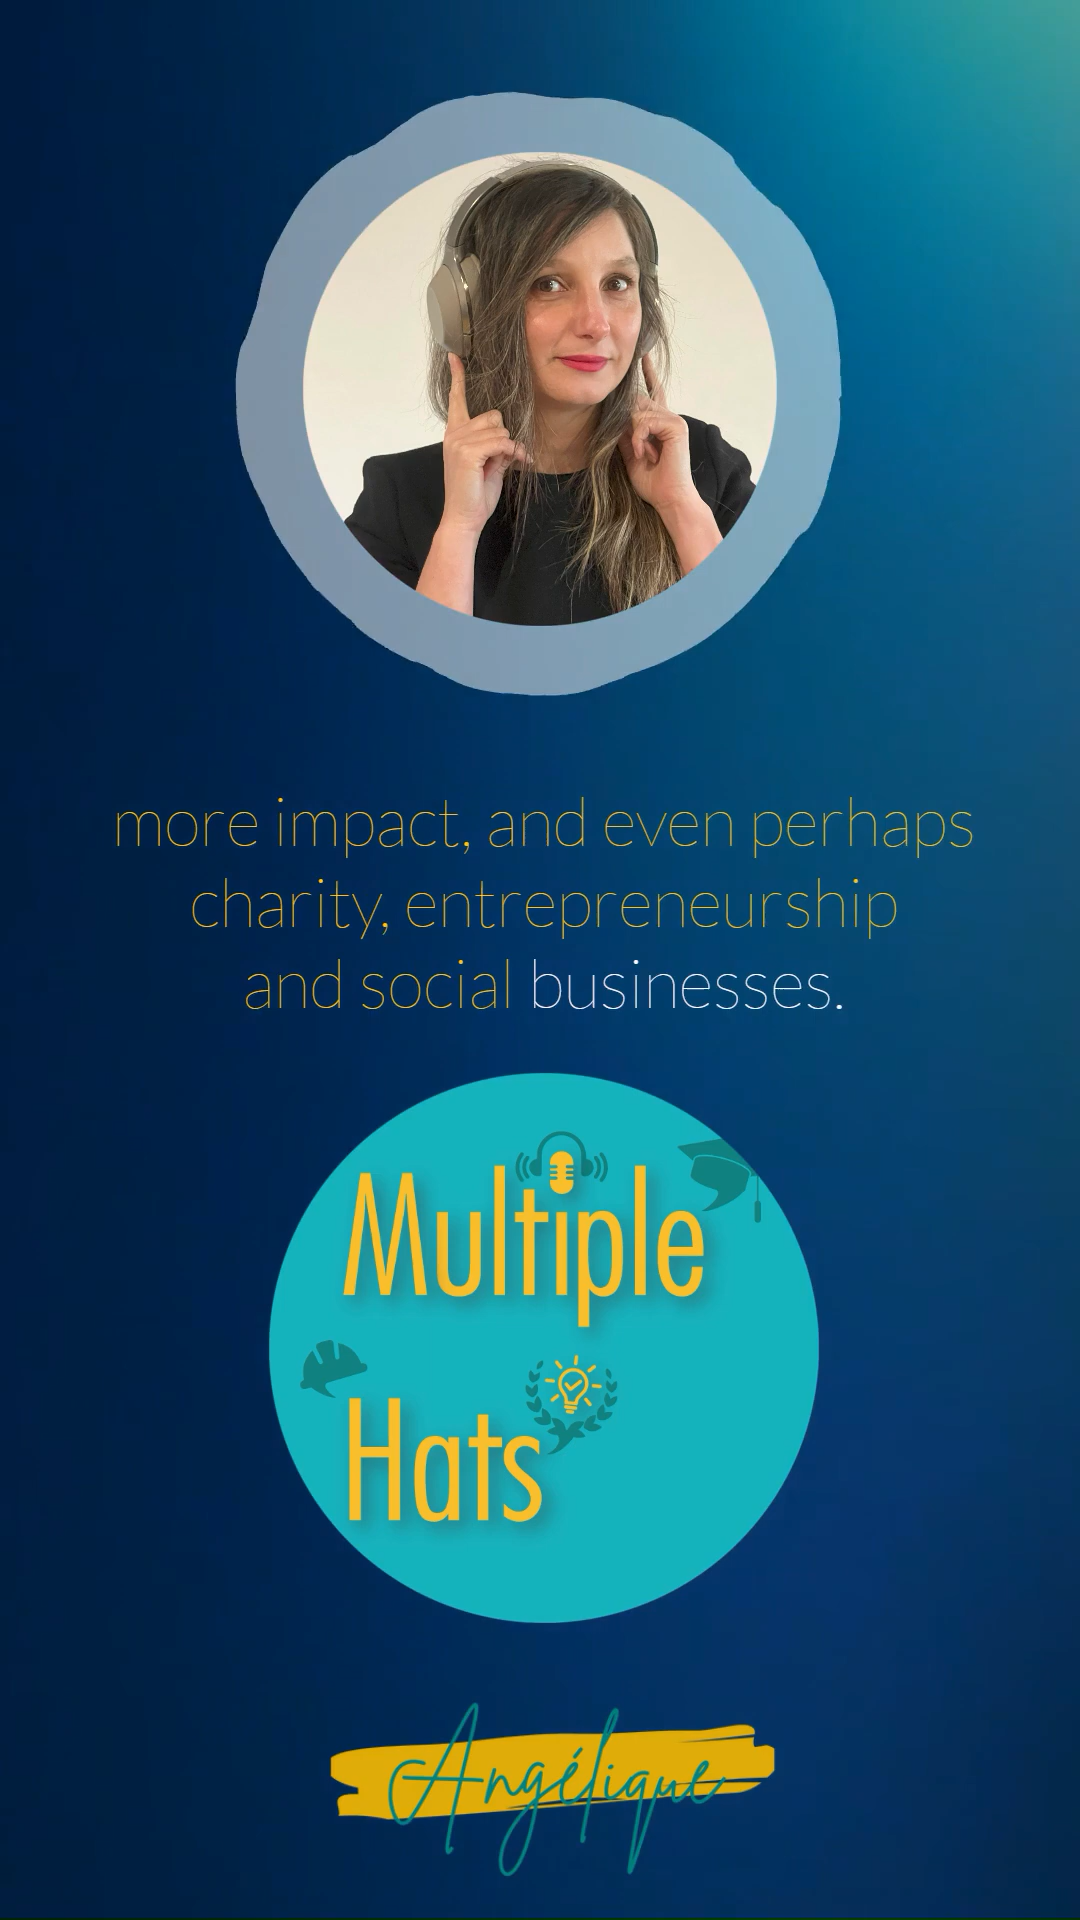 more impact, and even perhaps
charity, entrepreneurship
and social businesses.
Multiple
Hats
Angélique